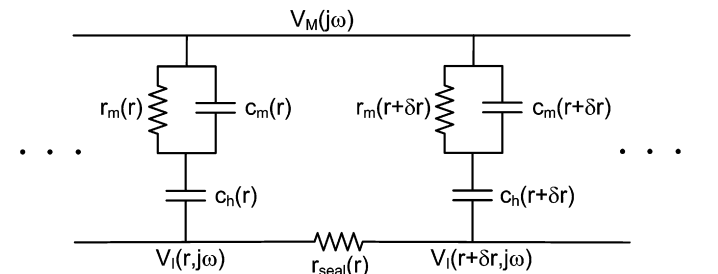 V_M(jω)
r_m(r) c_m(r) r_m(r+δr) c_m(r+δr)
. . . . . .
c_h(r) c_h(r+δr)
V_I(r,jω) V_I(r+δr,jω)
r_seal(r)